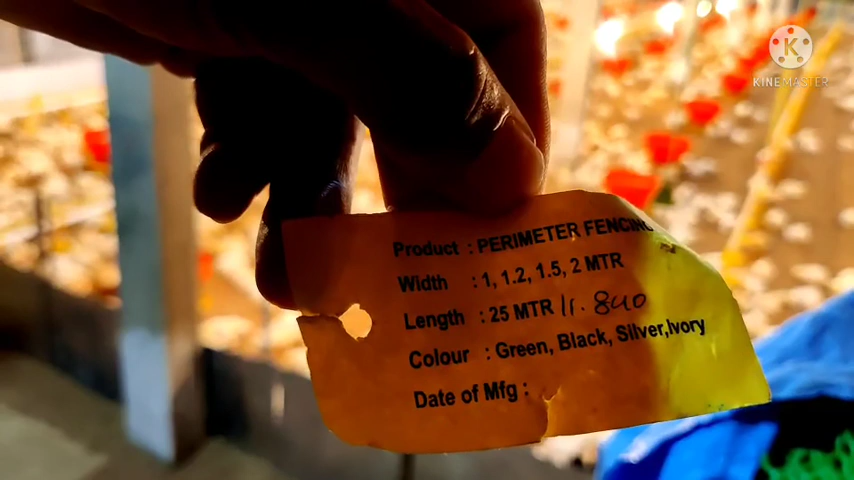 K
KINEMASTER
Product : PERIMETER FENCING
Width : 1, 1.2, 1.5, 2 MTR
Length : 25 MTR 11.840
Colour : Green, Black, Silver,Ivory
Date of Mfg :